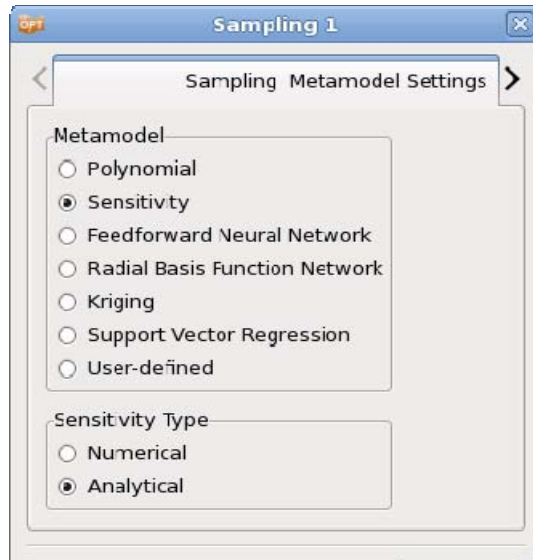 OPT
Sampling 1
Sampling Metamodel Settings
Metamodel
Polynomial
Sensitivity
Feedforward Neural Network
Radial Basis Function Network
Kriging
Support Vector Regression
User-defined
Sensitivity Type
Numerical
Analytical